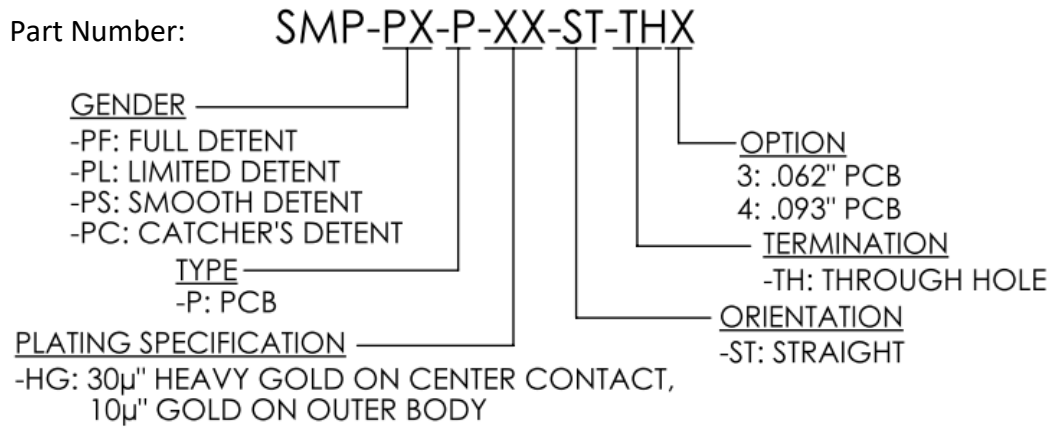 Part Number: SMP-PX-P-XX-ST-THX
GENDER
-PF: FULL DETENT
-PL: LIMITED DETENT
-PS: SMOOTH DETENT
-PC: CATCHER'S DETENT
TYPE
-P: PCB
PLATING SPECIFICATION
-HG: 30µ" HEAVY GOLD ON CENTER CONTACT,
10µ" GOLD ON OUTER BODY
OPTION
3: .062" PCB
4: .093" PCB
TERMINATION
-TH: THROUGH HOLE
ORIENTATION
-ST: STRAIGHT